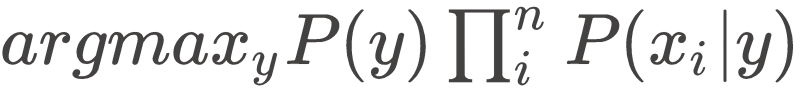 argmax_y P(y) ∏_i^n P(x_i|y)